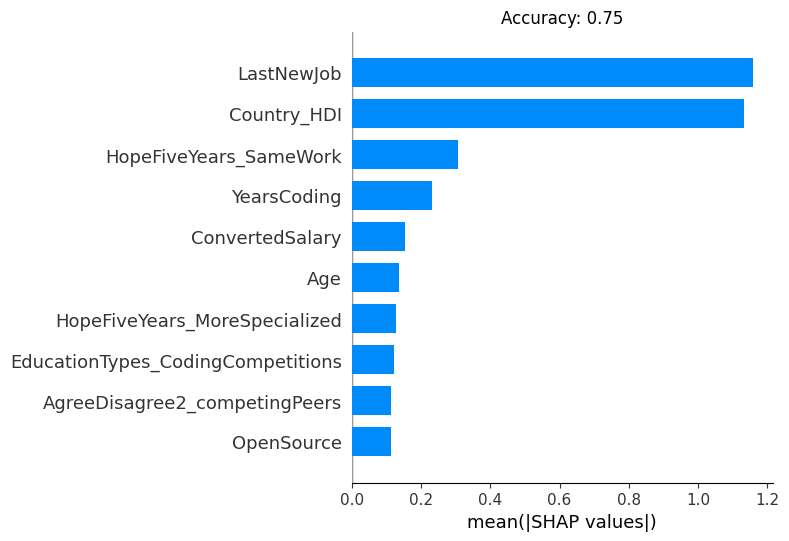 Accuracy: 0.75
LastNewJob
Country_HDI
HopeFiveYears_SameWork
YearsCoding
ConvertedSalary
Age
HopeFiveYears_MoreSpecialized
EducationTypes_CodingCompetitions
AgreeDisagree2_competingPeers
OpenSource
0.0 0.2 0.4 0.6 0.8 1.0 1.2
mean(|SHAP values|)